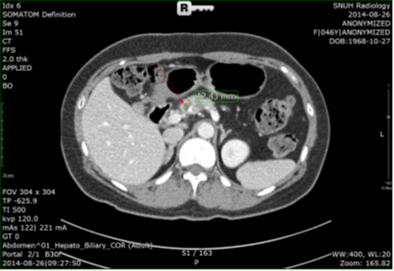 Idx 6
SOMATOM Definition
Se 9
Im 51
CT
FFS
2.0 thk
APPLIED
0
BO
R
SNUH Radiology
2014-08-26
ANONYMIZED
F|046Y|ANONYMIZED
DOB:1968-10-27
L
7cm
FOV 304 x 304
TP -625.9
TI 500
kvp 120.0
mAs 122| 221 mA
GT 0
Abdomen^01_Hepato_Biliary_COR (Adult)
Portal 2/1 B30f
2014-08-26|09:27:50
51 / 163
P
WW:400, WL:20
Zoom: 165.82